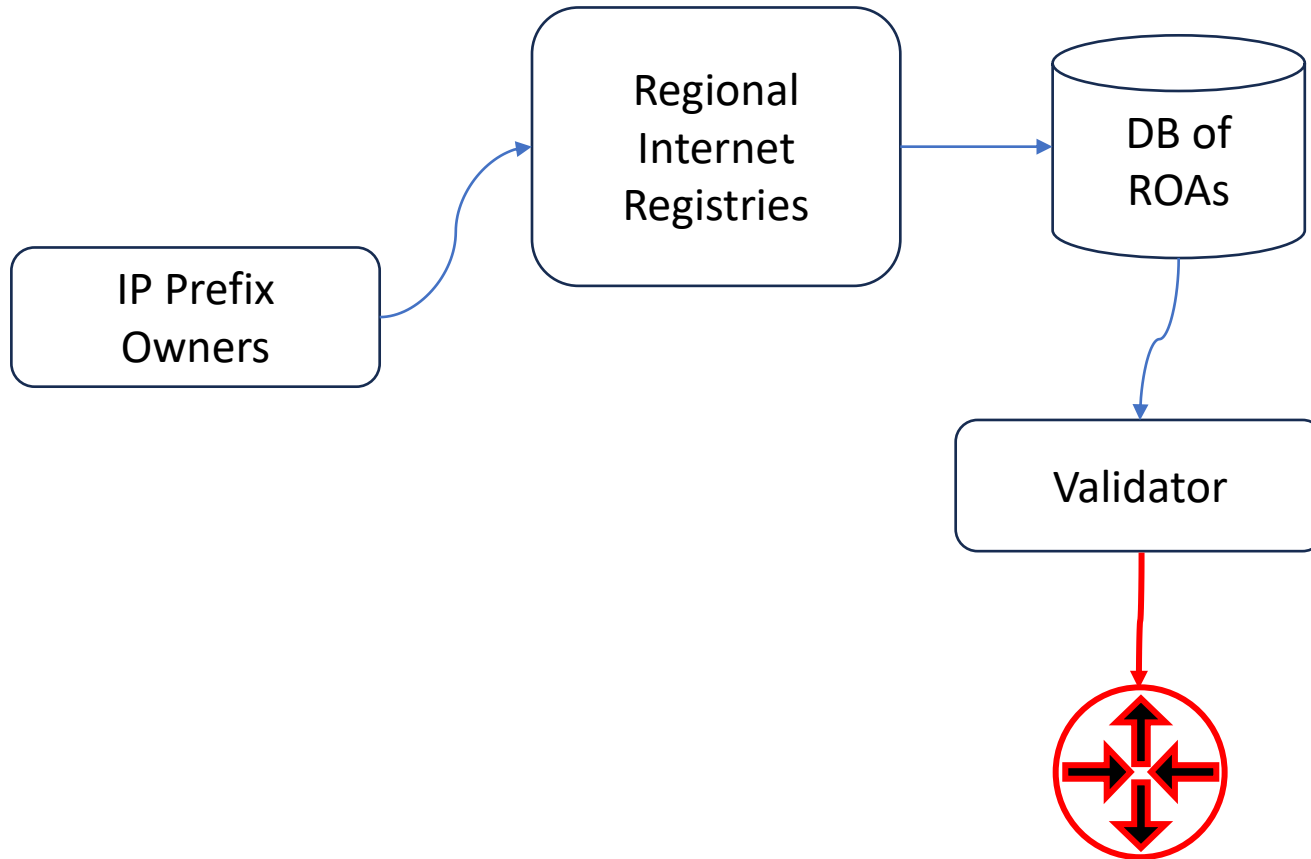 Regional
Internet
Registries
DB of
ROAs
IP Prefix
Owners
Validator